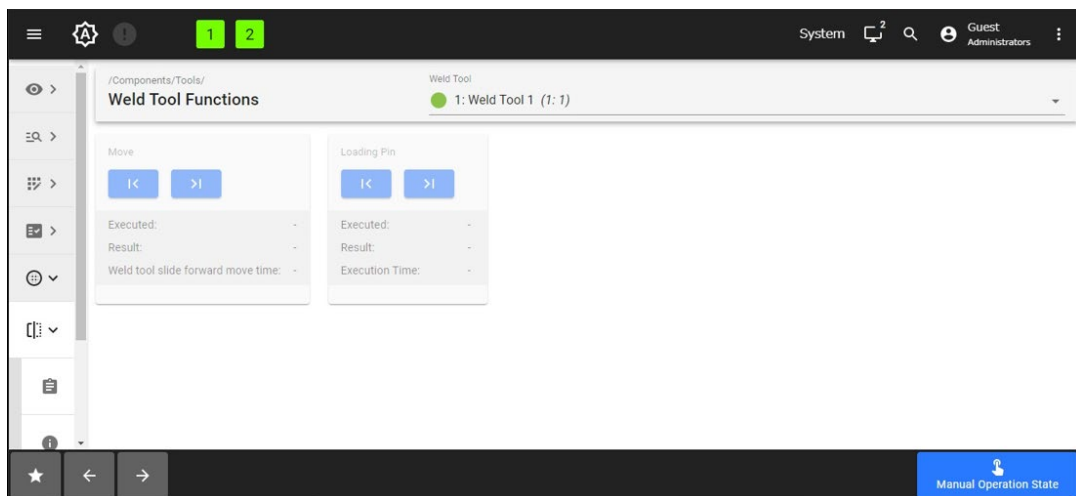 A
!
1 2
System
2
Guest
Administrators
/Components/Tools/
Weld Tool Functions
Weld Tool
1: Weld Tool 1 (1: 1)
Move
Executed: -
Result: -
Weld tool slide forward move time: -
Loading Pin
Executed: -
Result: -
Execution Time: -
Manual Operation State